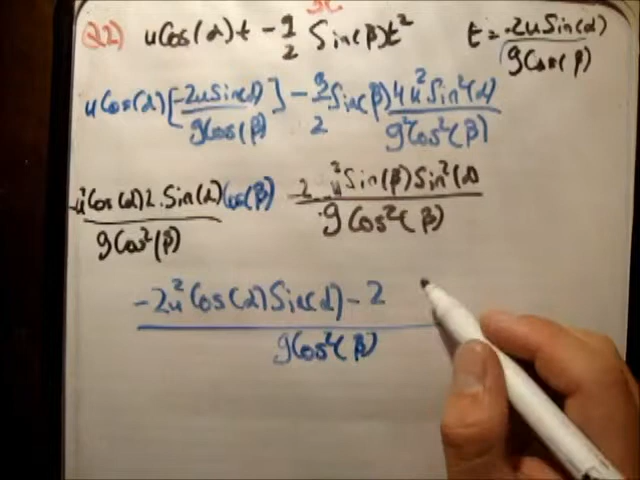 Q2) uCos(α)t - g/2 Sin(β)t² t = -2uSin(α)/gCos(β)
uCos(α)[-2uSin(α)/gCos(β)] - g/2 Sin(β) 4u²Sin²(α)/g²Cos²(β)
-u²Cos(α)2.Sin(α)Cos(β)/gCos²(β) - 2u²Sin(β)Sin²(α)/gCos²(β)
-2u²Cos(α)Sin(α) - 2
gCos²(β)